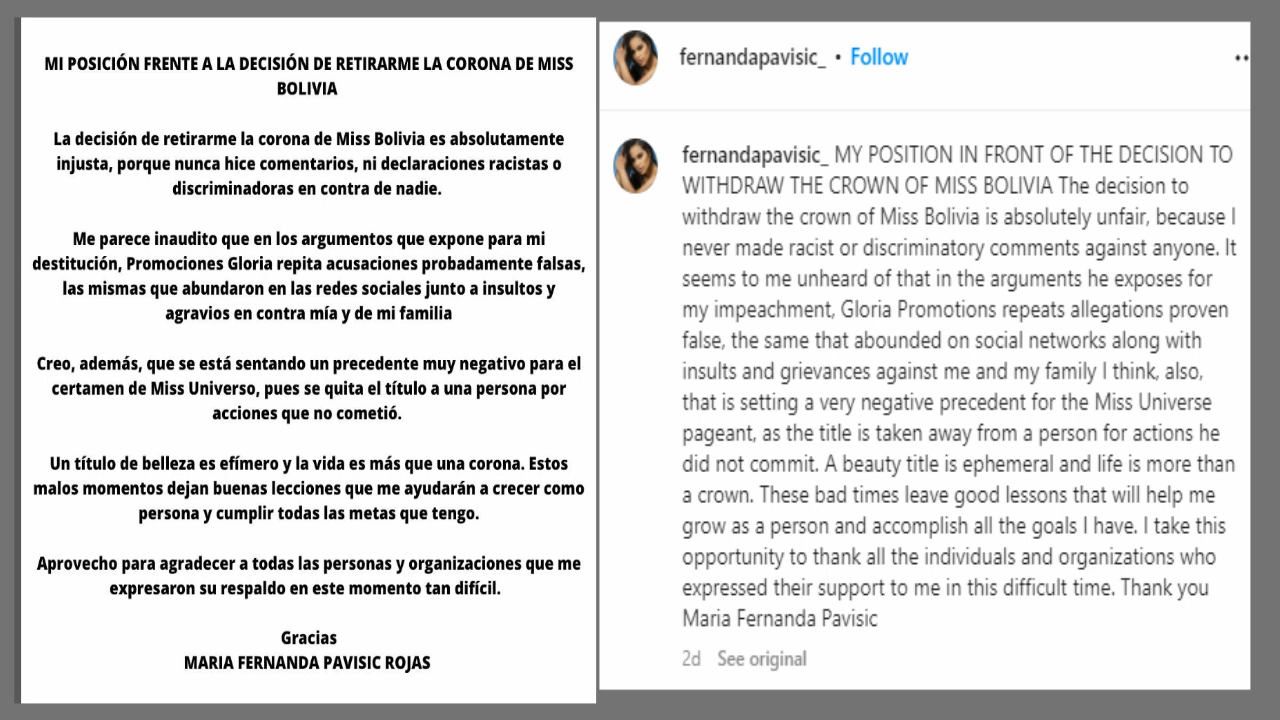 MI POSICIÓN FRENTE A LA DECISIÓN DE RETIRARME LA CORONA DE MISS
BOLIVIA
La decisión de retirarme la corona de Miss Bolivia es absolutamente
injusta, porque nunca hice comentarios, ni declaraciones racistas o
discriminadoras en contra de nadie.
Me parece inaudito que en los argumentos que expone para mi
destitución, Promociones Gloria repita acusaciones probadamente falsas,
las mismas que abundaron en las redes sociales junto a insultos y
agravios en contra mía y de mi familia
Creo, además, que se está sentando un precedente muy negativo para el
certamen de Miss Universo, pues se quita el título a una persona por
acciones que no cometió.
Un título de belleza es efímero y la vida es más que una corona. Estos
malos momentos dejan buenas lecciones que me ayudarán a crecer como
persona y cumplir todas las metas que tengo.
Aprovecho para agradecer a todas las personas y organizaciones que me
expresaron su respaldo en este momento tan difícil.
Gracias
MARIA FERNANDA PAVISIC ROJAS
fernandapavisic_ • Follow
fernandapavisic_ MY POSITION IN FRONT OF THE DECISION TO
WITHDRAW THE CROWN OF MISS BOLIVIA The decision to
withdraw the crown of Miss Bolivia is absolutely unfair, because I
never made racist or discriminatory comments against anyone. It
seems to me unheard of that in the arguments he exposes for
my impeachment, Gloria Promotions repeats allegations proven
false, the same that abounded on social networks along with
insults and grievances against me and my family I think, also,
that is setting a very negative precedent for the Miss Universe
pageant, as the title is taken away from a person for actions he
did not commit. A beauty title is ephemeral and life is more than
a crown. These bad times leave good lessons that will help me
grow as a person and accomplish all the goals I have. I take this
opportunity to thank all the individuals and organizations who
expressed their support to me in this difficult time. Thank you
Maria Fernanda Pavisic
2d See original